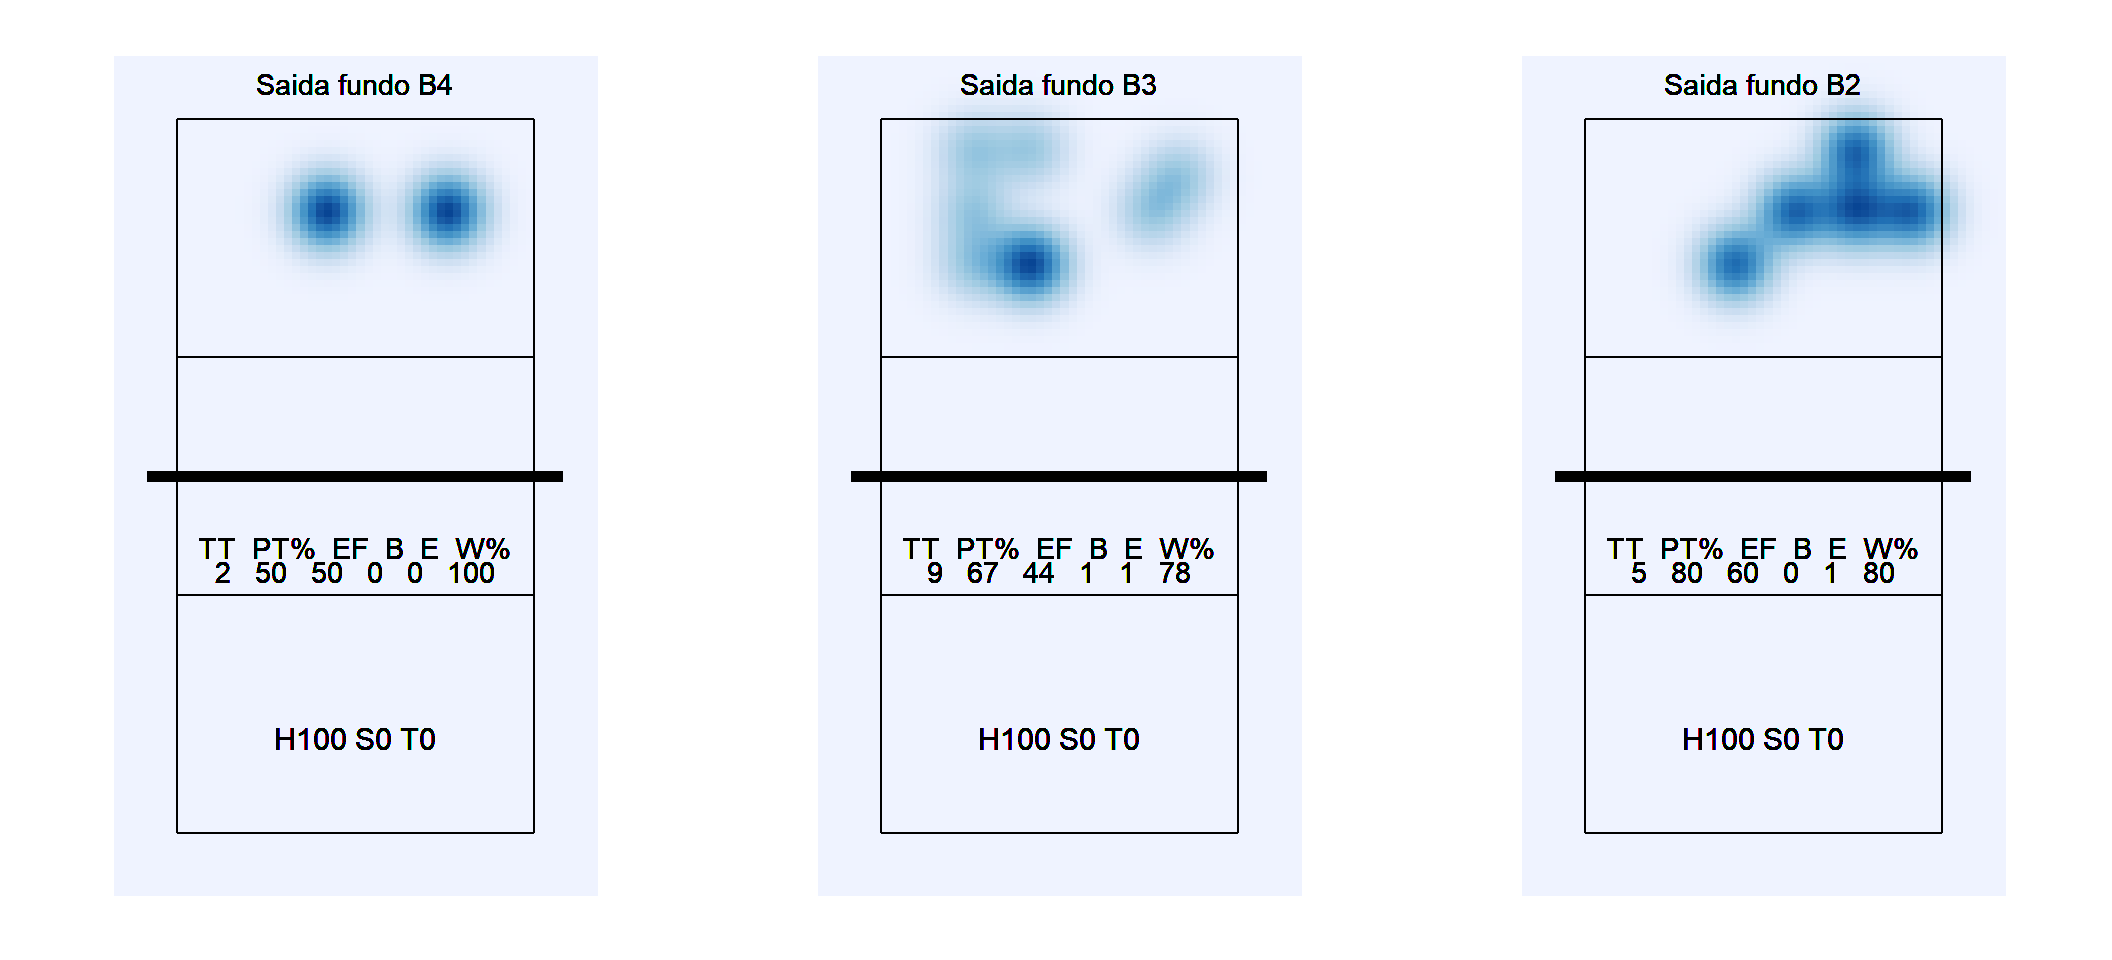 Saida fundo B4
TT PT% EF B E W%
2 50 50 0 0 100
H100 S0 T0
Saida fundo B3
TT PT% EF B E W%
9 67 44 1 1 78
H100 S0 T0
Saida fundo B2
TT PT% EF B E W%
5 80 60 0 1 80
H100 S0 T0